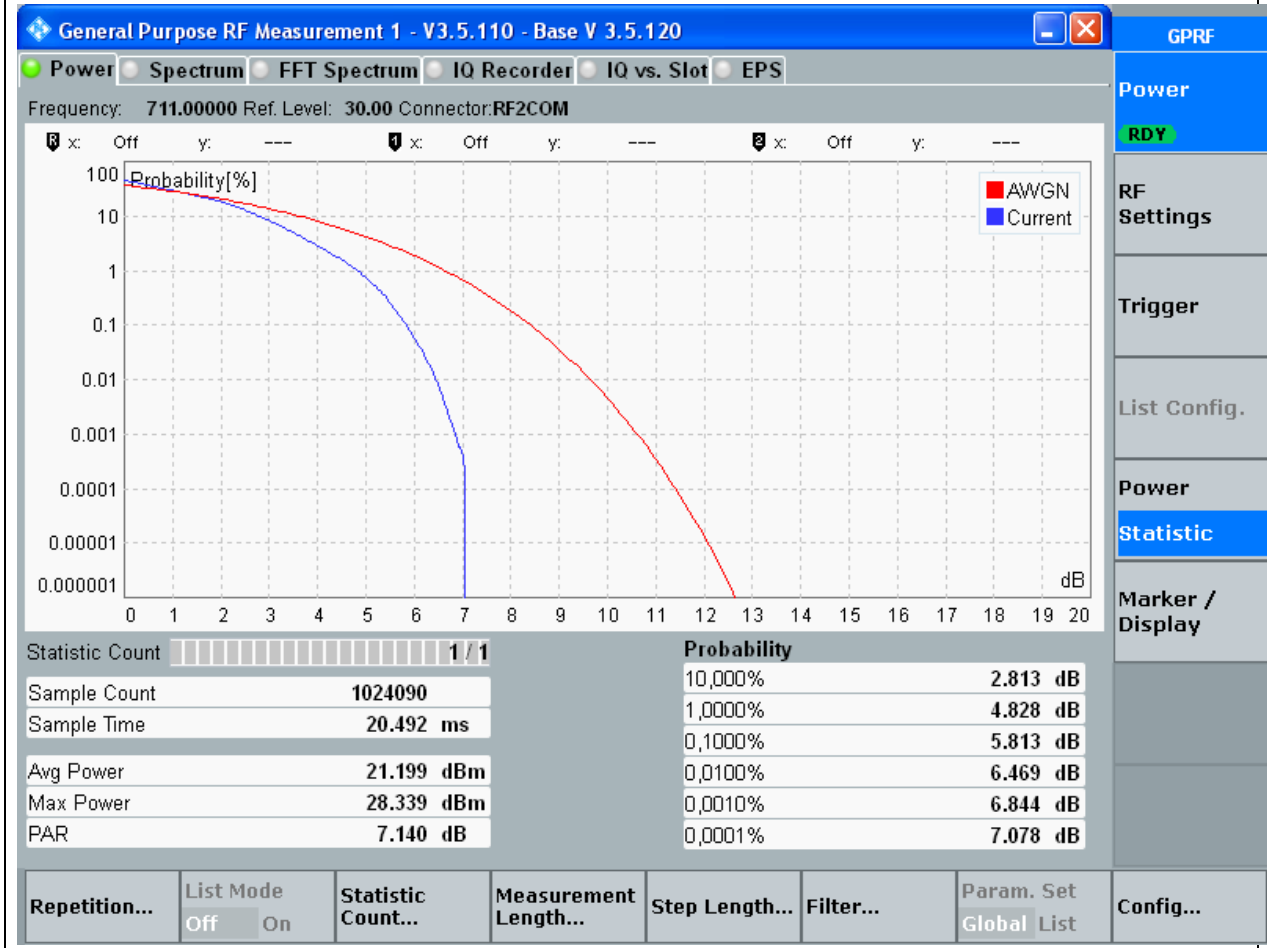 General Purpose RF Measurement 1 - V3.5.110 - Base V 3.5.120
GPRF
Power Spectrum FFT Spectrum IQ Recorder IQ vs. Slot EPS
Frequency: 711.00000 Ref. Level: 30.00 Connector:RF2COM
R x: Off y: --- 1 x: Off y: --- 2 x: Off y: ---
Probability[%]
AWGN
Current
100
10
1
0.1
0.01
0.001
0.0001
0.00001
0.000001
dB
0 1 2 3 4 5 6 7 8 9 10 11 12 13 14 15 16 17 18 19 20
Statistic Count 1 / 1
Sample Count 1024090
Sample Time 20.492 ms
Avg Power 21.199 dBm
Max Power 28.339 dBm
PAR 7.140 dB
Probability
10,000% 2.813 dB
1,0000% 4.828 dB
0,1000% 5.813 dB
0,0100% 6.469 dB
0,0010% 6.844 dB
0,0001% 7.078 dB
Power
RDY
RF
Settings
Trigger
List Config.
Power
Statistic
Marker /
Display
Repetition...
List Mode
Off On
Statistic
Count...
Measurement
Length...
Step Length...
Filter...
Param. Set
Global List
Config...